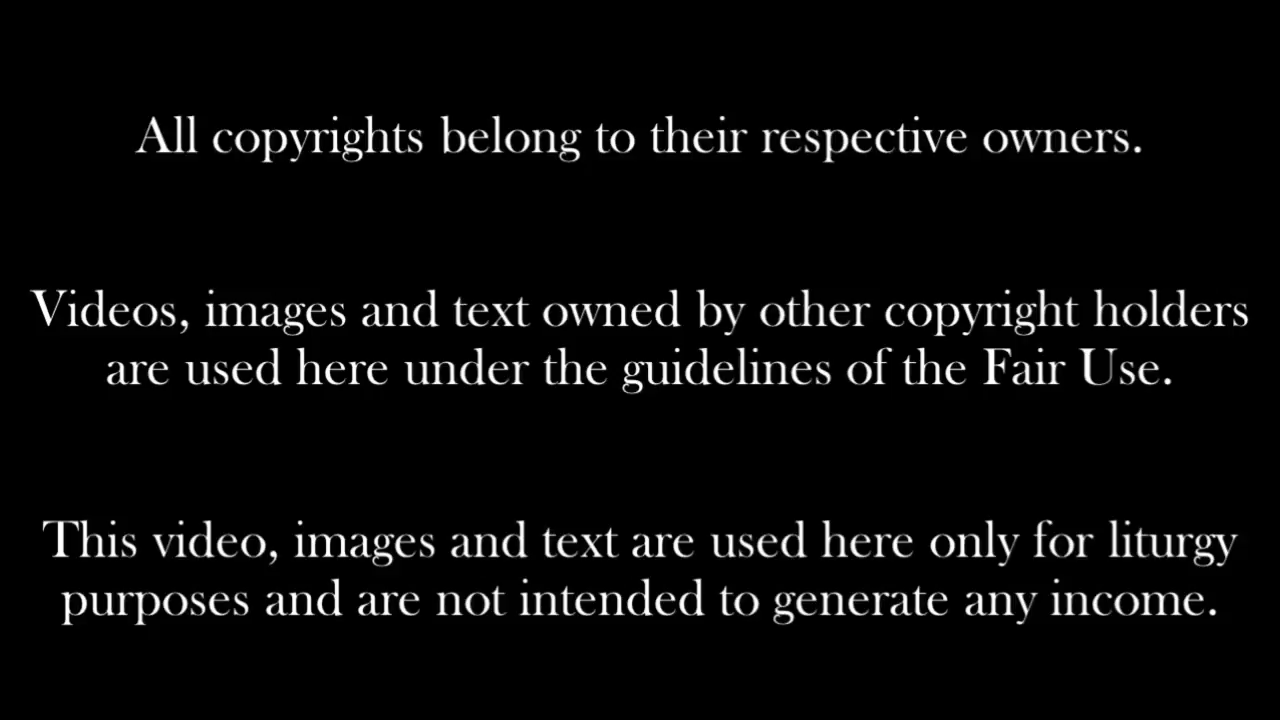 All copyrights belong to their respective owners.
Videos, images and text owned by other copyright holders
are used here under the guidelines of the Fair Use.
This video, images and text are used here only for liturgy
purposes and are not intended to generate any income.